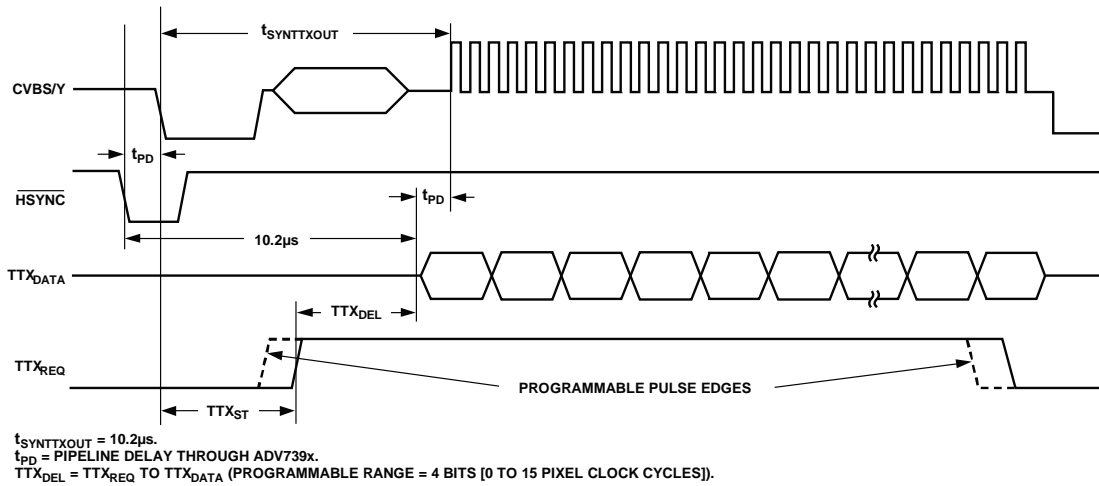 tSYNTTXOUT
CVBS/Y
tPD
HSYNC
tPD
10.2µs
TTXDATA
TTXDEL
TTXREQ
PROGRAMMABLE PULSE EDGES
TTXST
tSYNTTXOUT = 10.2µs.
tPD = PIPELINE DELAY THROUGH ADV739x.
TTXDEL = TTXREQ TO TTXDATA (PROGRAMMABLE RANGE = 4 BITS [0 TO 15 PIXEL CLOCK CYCLES]).